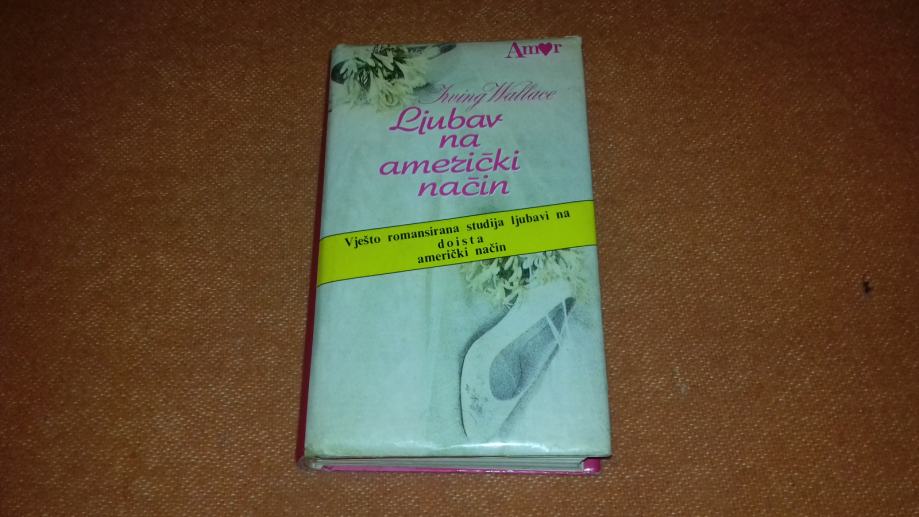 Amor
Irving Wallace
Ljubav
na
američki
način
Vješto romansirana studija ljubavi na
doista
američki način